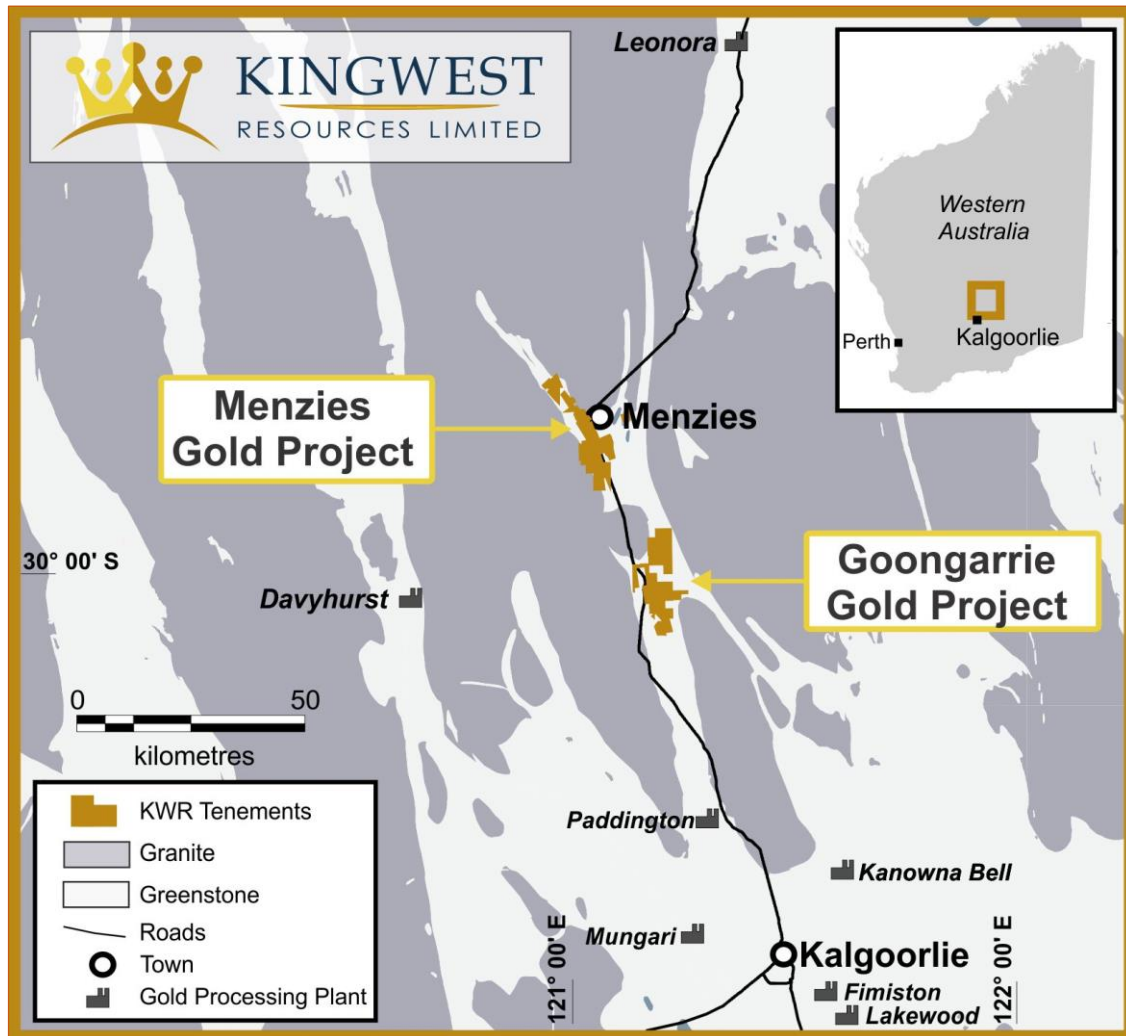 KINGWEST
RESOURCES LIMITED
Leonora
Western
Australia
Perth
Kalgoorlie
Menzies
Gold Project
Menzies
30° 00' S
Davyhurst
Goongarrie
Gold Project
0 50
kilometres
KWR Tenements
Granite
Greenstone
Roads
Town
Gold Processing Plant
Paddington
Kanowna Bell
Mungari
121° 00' E
Kalgoorlie
122° 00' E
Fimiston
Lakewood